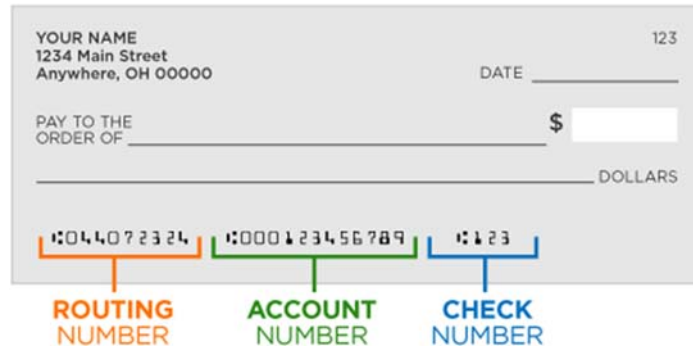 YOUR NAME 123
1234 Main Street
Anywhere, OH 00000 DATE
PAY TO THE
ORDER OF $
DOLLARS
⑆044072324 ⑆000123456789 ⑆123
ROUTING ACCOUNT CHECK
NUMBER NUMBER NUMBER